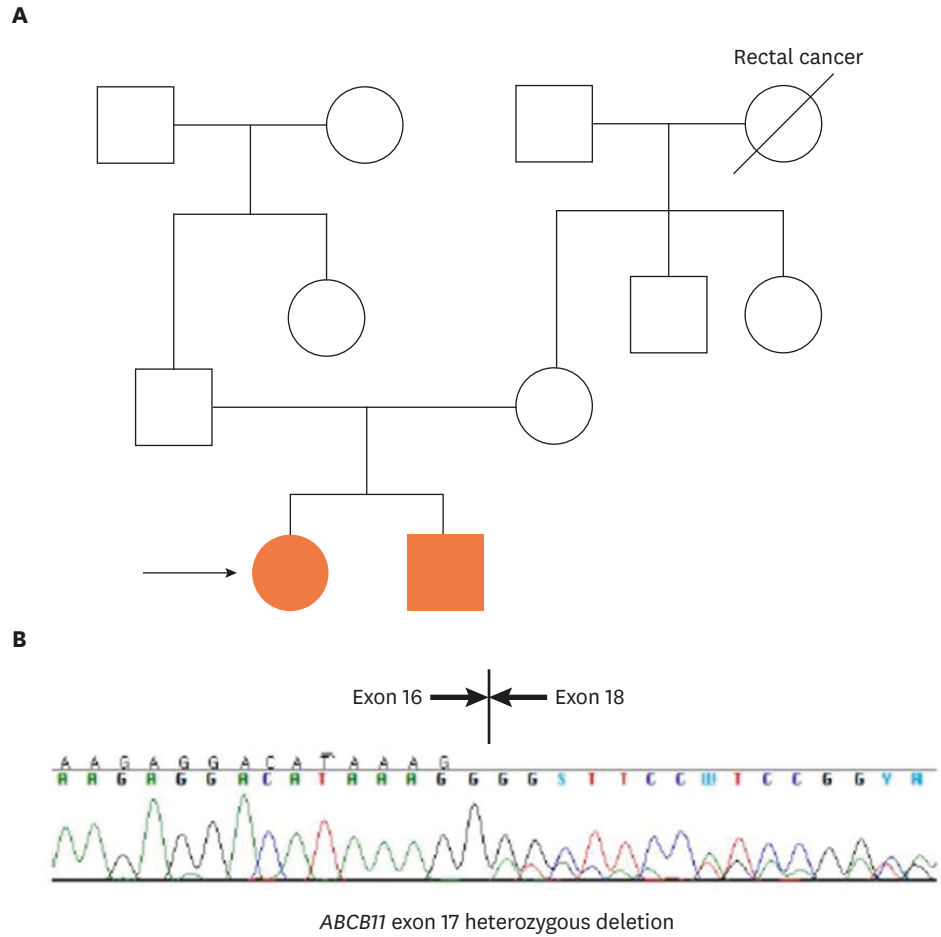 A
Rectal cancer
B
Exon 16 Exon 18
A A G A G G A C A T A A A G
A A G A G G A C A T A A A G G G G S T T C C W T C C G G Y R
ABCB11 exon 17 heterozygous deletion